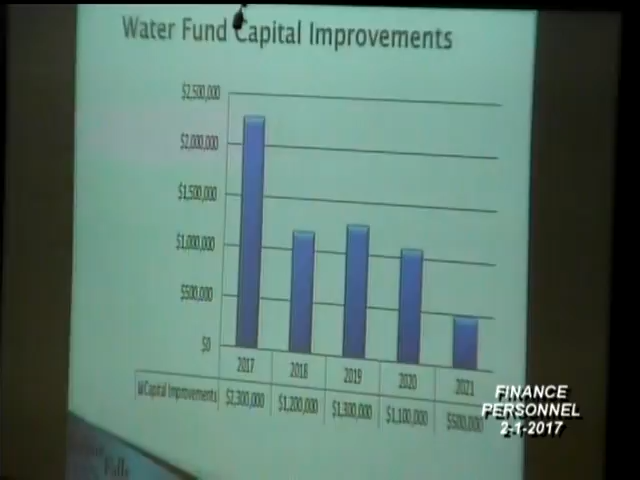 Water Fund Capital Improvements
$2,500,000
$2,000,000
$1,500,000
$1,000,000
$500,000
$0
2017 2018 2019 2020 2021
Capital Improvements $2,300,000 $1,200,000 $1,300,000 $1,100,000 $500,000
FINANCE
PERSONNEL
2-1-2017
Falls